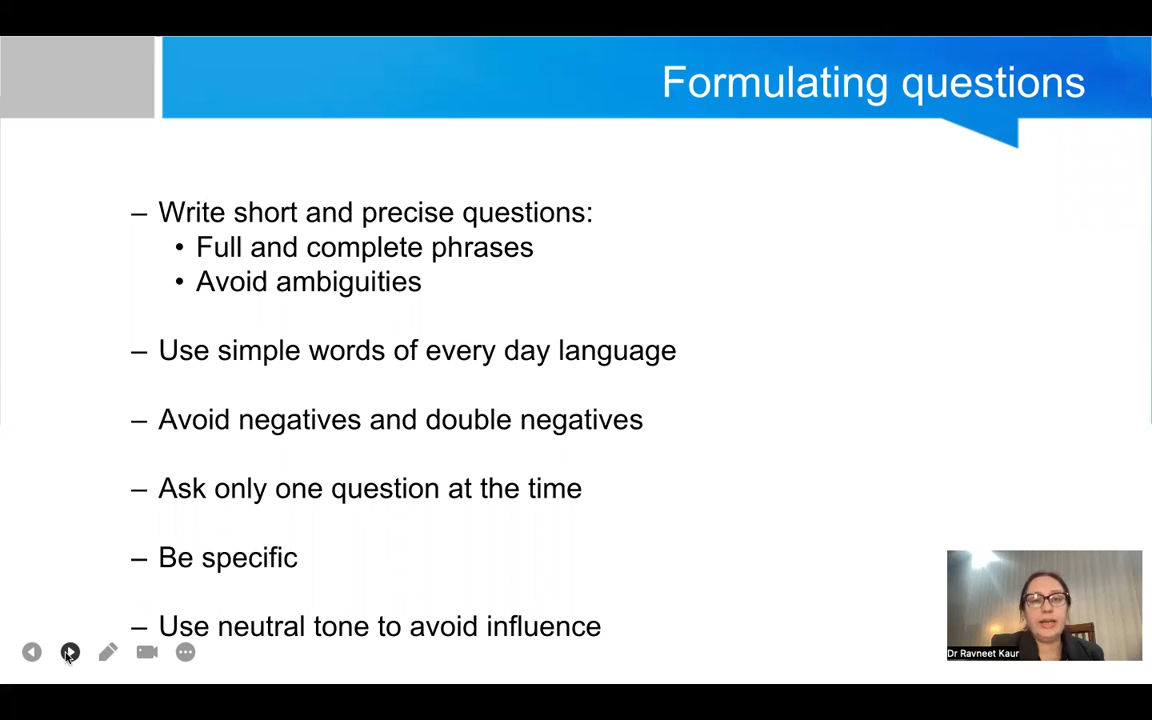 Formulating questions
– Write short and precise questions:
• Full and complete phrases
• Avoid ambiguities
– Use simple words of every day language
– Avoid negatives and double negatives
– Ask only one question at the time
– Be specific
– Use neutral tone to avoid influence
Dr Ravneet Kaur